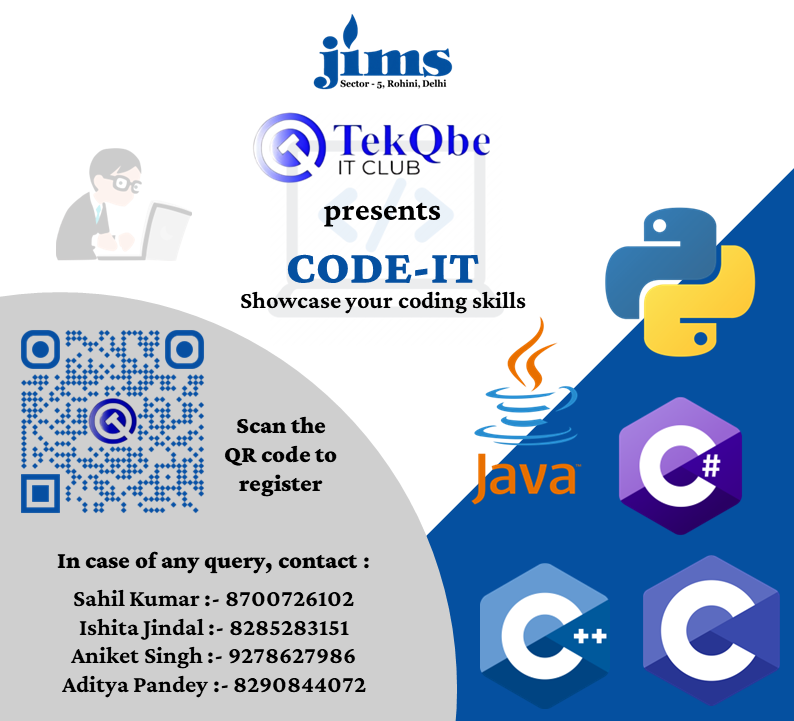 jims
Sector - 5, Rohini, Delhi
TekQbe
IT CLUB
presents
CODE-IT
Showcase your coding skills
Scan the
QR code to
register
Java™
C#
C++
C
In case of any query, contact :
Sahil Kumar :- 8700726102
Ishita Jindal :- 8285283151
Aniket Singh :- 9278627986
Aditya Pandey :- 8290844072